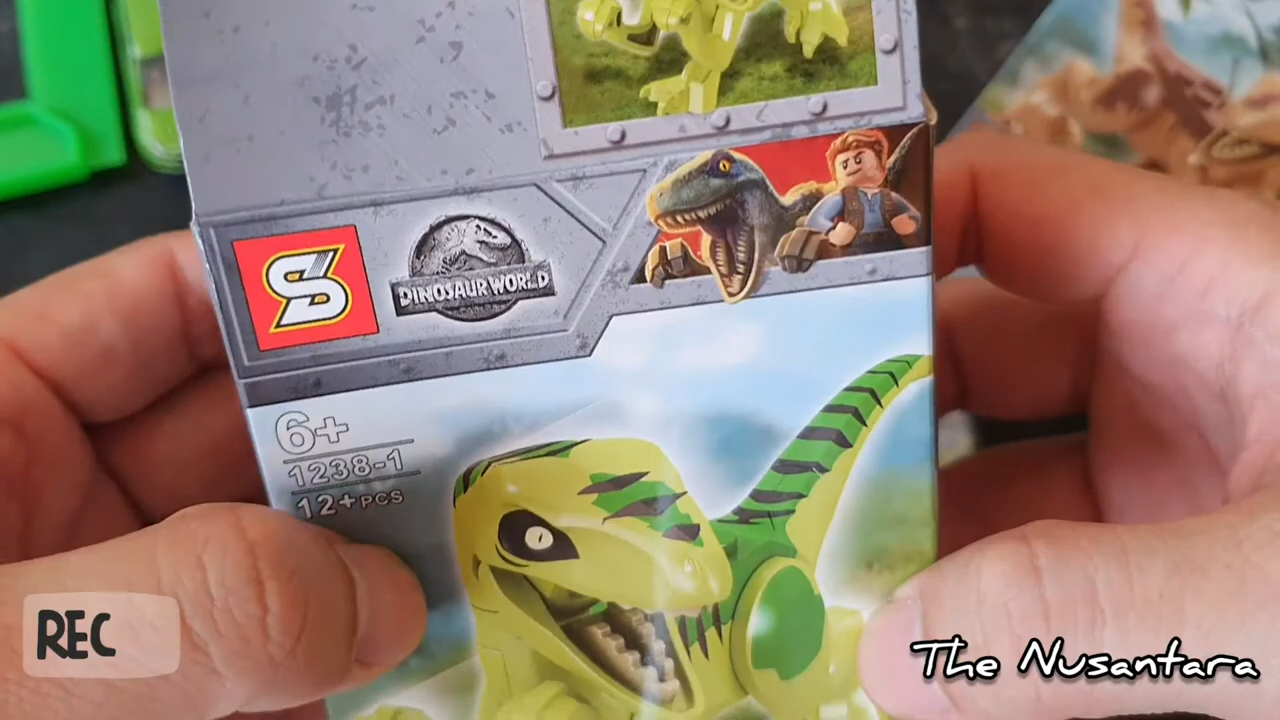 S
DINOSAUR WORLD
6+
1238-1
12+PCS
REC
The Nusantara